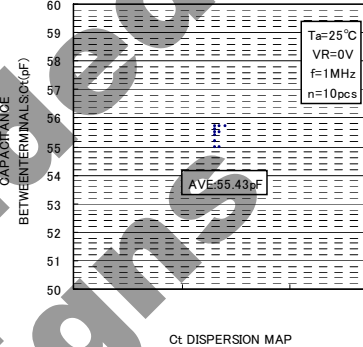 60
59
58
57
56
55
54
53
52
51
50
CAPACITANCE
BETWEENTERMINALS:Ct(pF)
Ta=25°C
VR=0V
f=1MHz
n=10pcs
AVE:55.43pF
Ct DISPERSION MAP